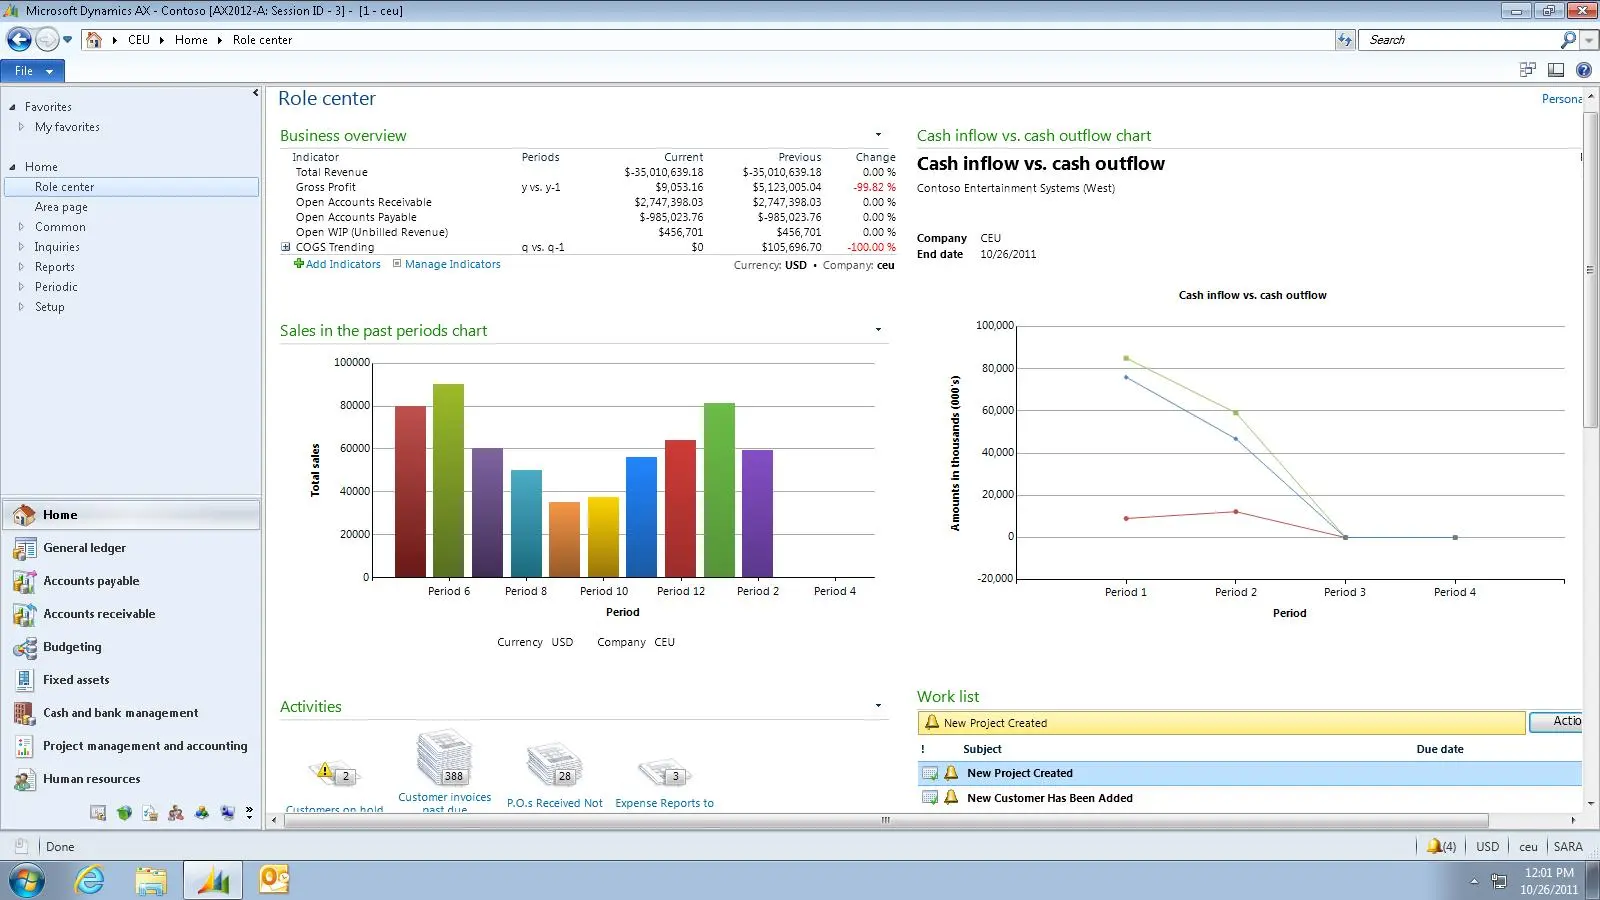 Microsoft Dynamics AX - Contoso [AX2012-A: Session ID - 3] - [1 - ceu]
CEU Home Role center
Search
File
Favorites
My favorites
Home
Role center
Area page
Common
Inquiries
Reports
Periodic
Setup
Home
General ledger
Accounts payable
Accounts receivable
Budgeting
Fixed assets
Cash and bank management
Project management and accounting
Human resources
Role center
Persona
Business overview
Indicator Periods Current Previous Change
Total Revenue $-35,010,639.18 $-35,010,639.18 0.00 %
Gross Profit y vs. y-1 $9,053.16 $5,123,005.04 -99.82 %
Open Accounts Receivable $2,747,398.03 $2,747,398.03 0.00 %
Open Accounts Payable $-985,023.76 $-985,023.76 0.00 %
Open WIP (Unbilled Revenue) $456,701 $456,701 0.00 %
COGS Trending q vs. q-1 $0 $105,696.70 -100.00 %
Add Indicators Manage Indicators Currency: USD • Company: ceu
Sales in the past periods chart
100000
80000
60000
40000
20000
0
Total sales
Period 6 Period 8 Period 10 Period 12 Period 2 Period 4
Period
Currency USD Company CEU
Activities
2
388
28
3
Customers on hold
Customer invoices
past due
P.O.s Received Not
Expense Reports to
Cash inflow vs. cash outflow chart
Cash inflow vs. cash outflow
Contoso Entertainment Systems (West)
Company CEU
End date 10/26/2011
Cash inflow vs. cash outflow
100,000
80,000
60,000
40,000
20,000
0
-20,000
Amounts in thousands (000's)
Period 1 Period 2 Period 3 Period 4
Period
Work list
New Project Created
Actio
! Subject Due date
New Project Created
New Customer Has Been Added
Done
(4) USD ceu SARA
12:01 PM
10/26/2011